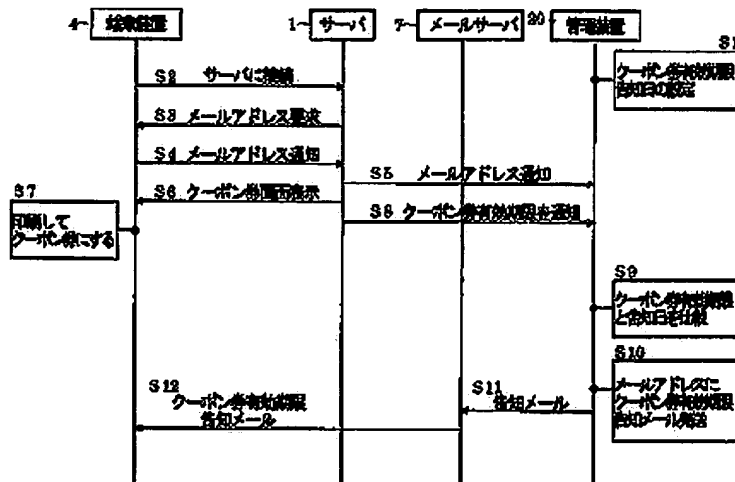 4 端末装置
1 サーバ
7 メールサーバ
20 管理装置
S1
クーポン券有効期限
告知日の設定
S2 サーバに接続
S3 メールアドレス要求
S4 メールアドレス通知
S5 メールアドレス通知
S6 クーポン券画面表示
S7
印刷して
クーポン券にする
S8 クーポン券有効期限を通知
S9
クーポン券有効期限
と告知日を比較
S10
メールアドレスに
クーポン券有効期限
告知メール発送
S11
告知メール
S12
クーポン券有効期限
告知メール